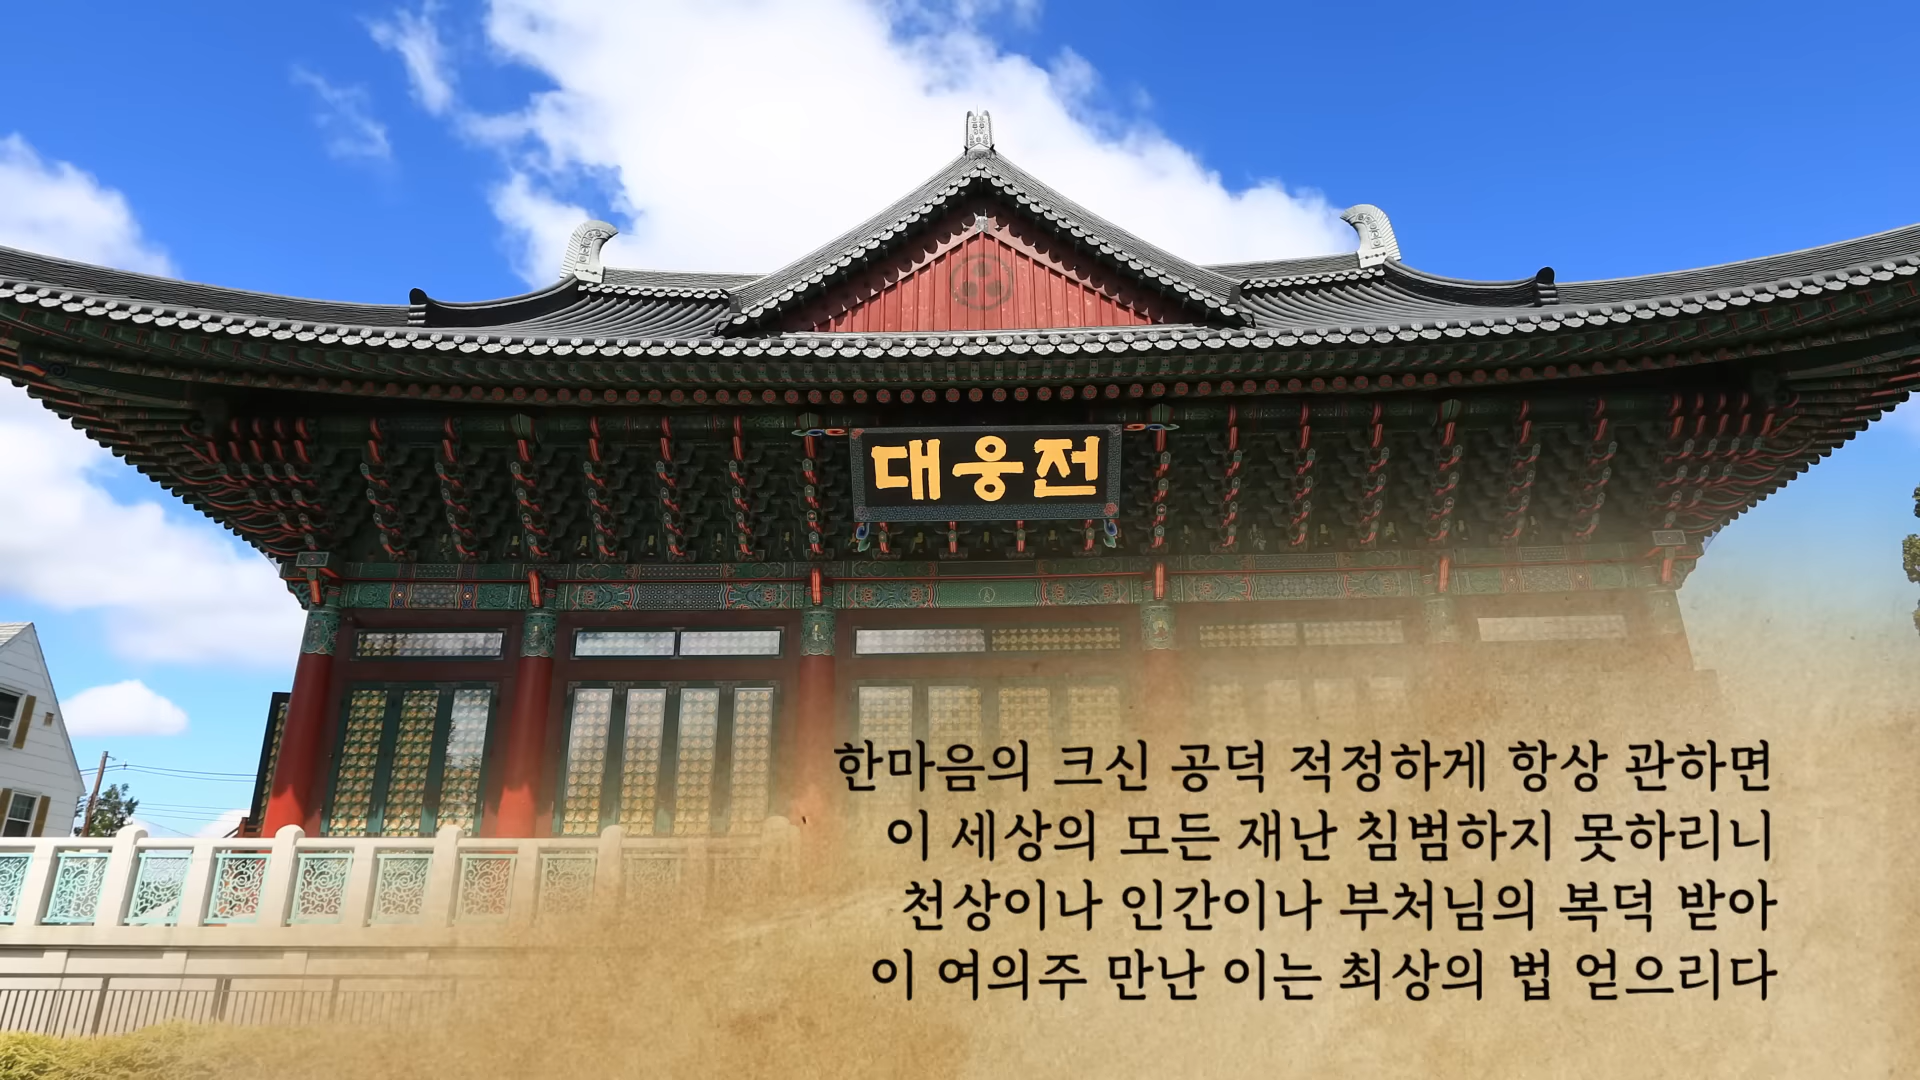 대웅전
한마음의 크신 공덕 적정하게 항상 관하면
이 세상의 모든 재난 침범하지 못하리니
천상이나 인간이나 부처님의 복덕 받아
이 여의주 만난 이는 최상의 법 얻으리다